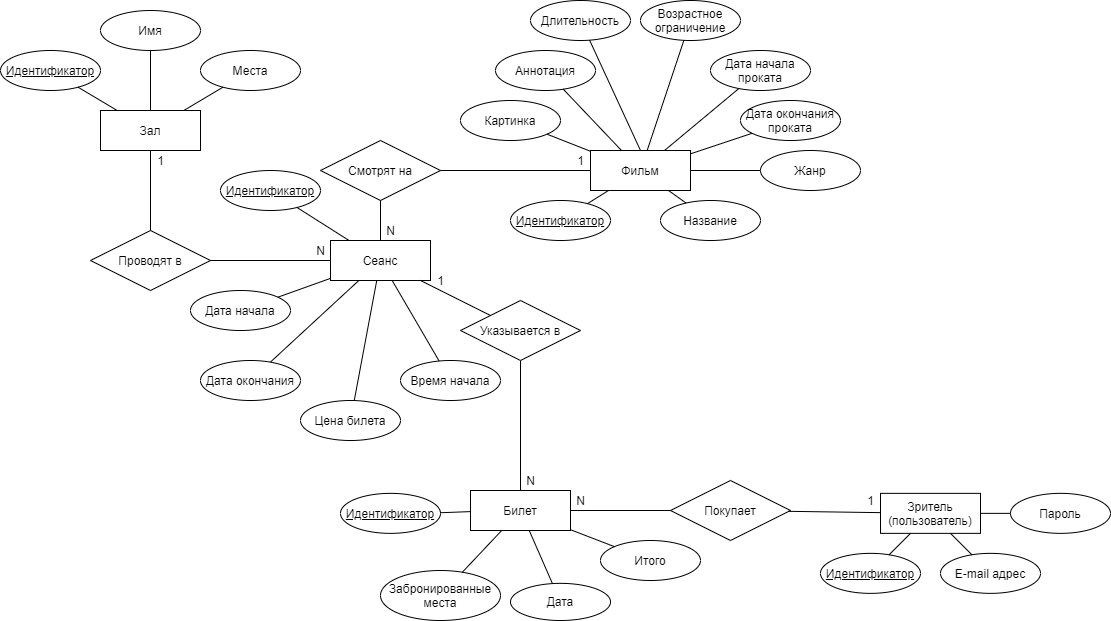 Имя
Идентификатор
Места
Зал
1
Длительность
Возрастное
ограничение
Аннотация
Дата начала
проката
Картинка
Дата окончания
проката
Смотрят на
1
Фильм
Жанр
Идентификатор
Идентификатор
Название
N
Проводят в
N
Сеанс
1
Дата начала
Указывается в
Дата окончания
Время начала
Цена билета
N
Идентификатор
Билет
N
Покупает
1
Зритель
(пользователь)
Пароль
Итого
Забронированные
места
Дата
Идентификатор
E-mail адрес